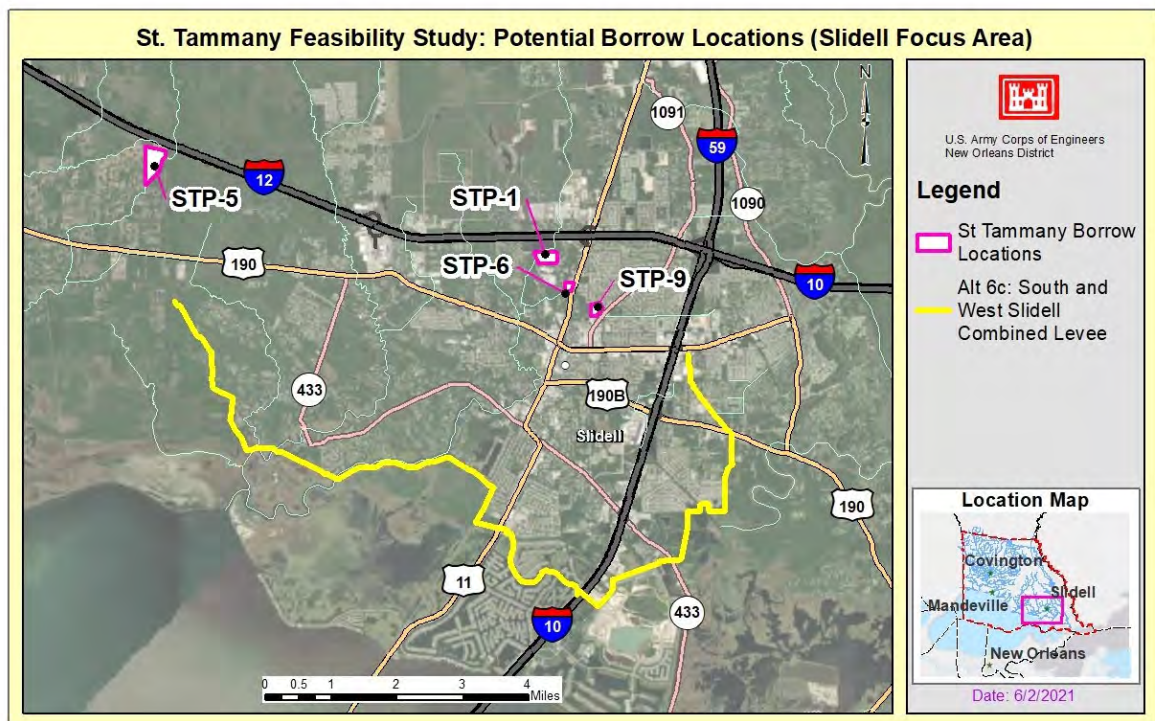 St. Tammany Feasibility Study: Potential Borrow Locations (Slidell Focus Area)
N
1091
59
STP-5
12
STP-1
1090
190
STP-6
STP-9
10
433
190B
Slidell
190
11
10
433
0 0.5 1 2 3 4
Miles
U.S. Army Corps of Engineers
New Orleans District
Legend
St Tammany Borrow
Locations
Alt 6c: South and
West Slidell
Combined Levee
Location Map
Covington
Slidell
Mandeville
New Orleans
Date: 6/2/2021